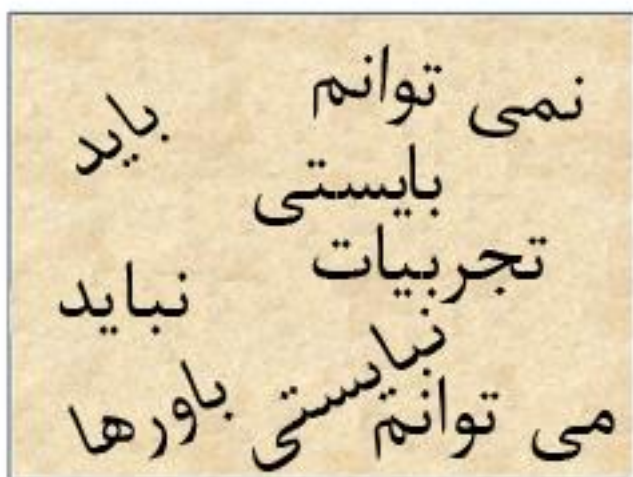 نمی توانم
باید
بایستی
تجربیات
نباید
نبایستی
می توانم
باورها